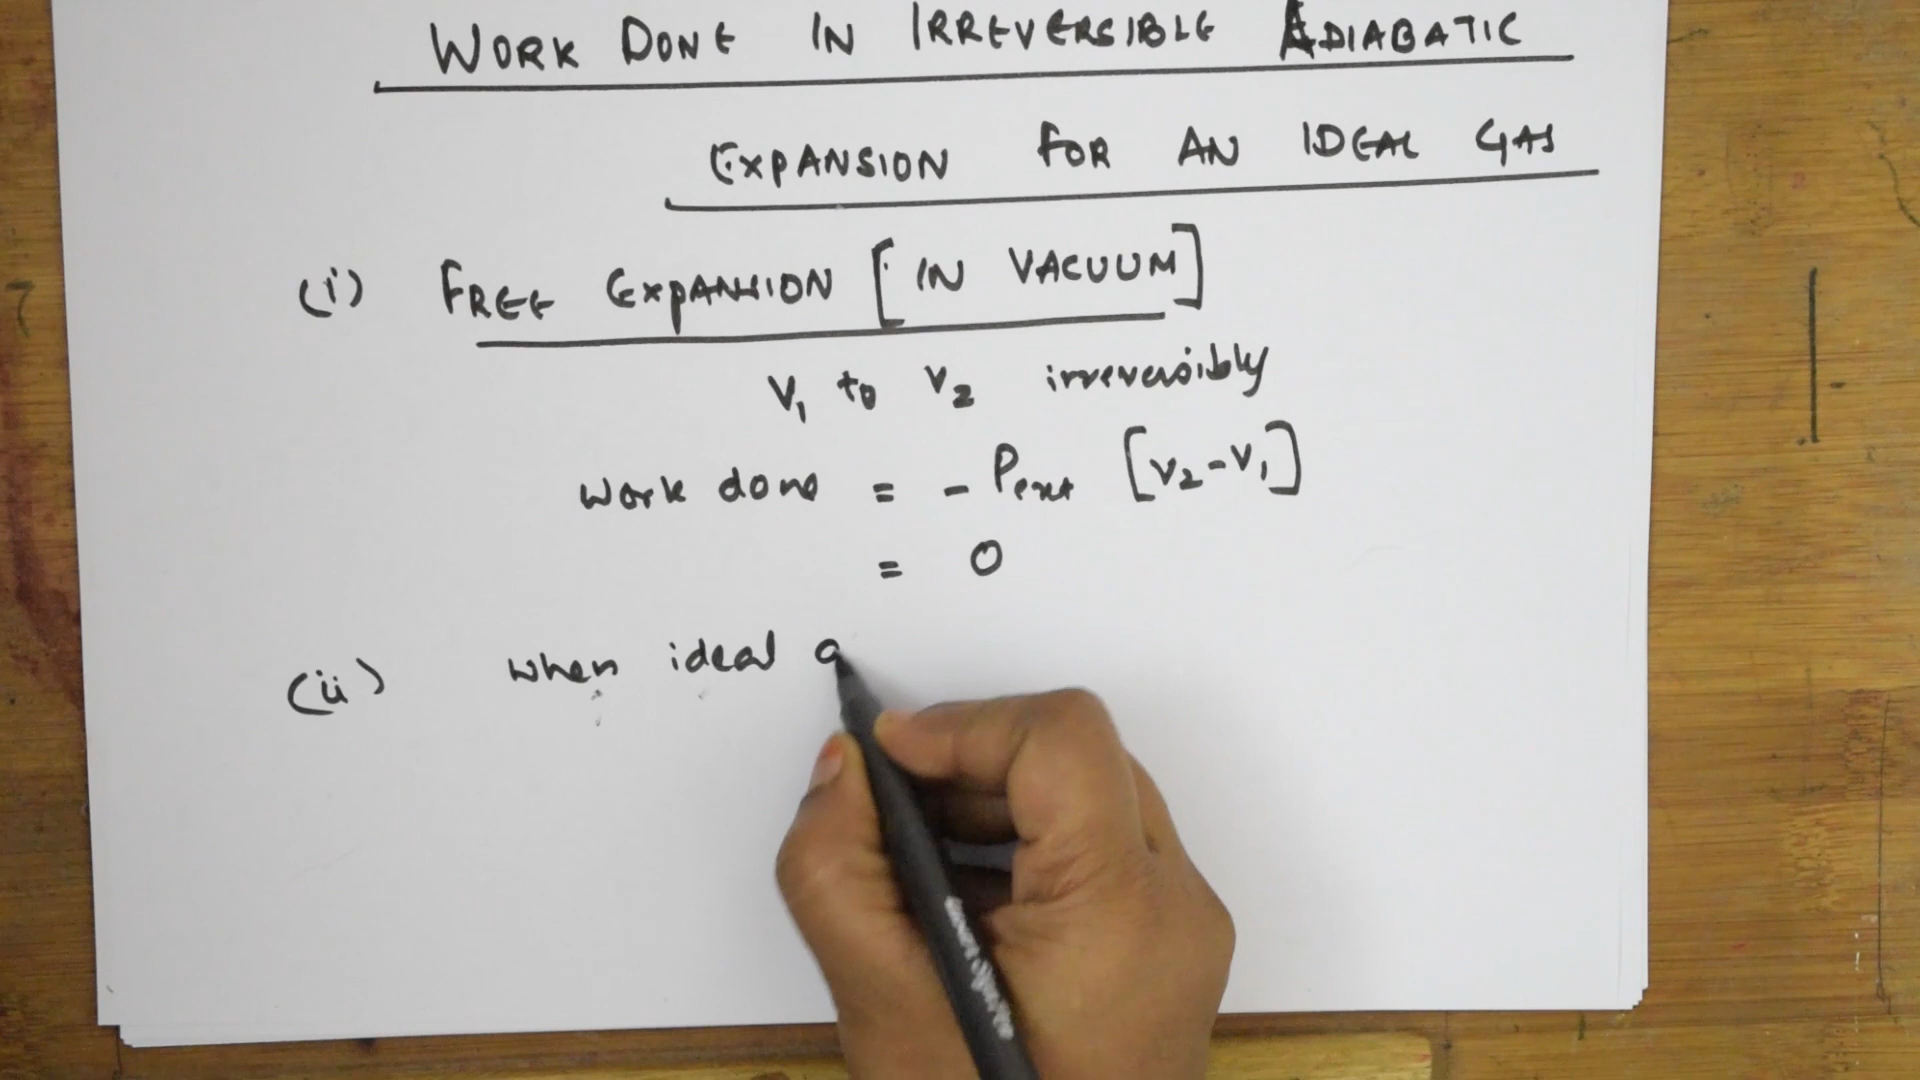 WORK DONE IN IRREVERSIBLE ADIABATIC
EXPANSION FOR AN IDEAL GAS
(i) FREE EXPANSION [IN VACUUM]
V₁ to V₂ irreversibly
Work done = - Pext [V₂-V₁]
= 0
(ii) When ideal